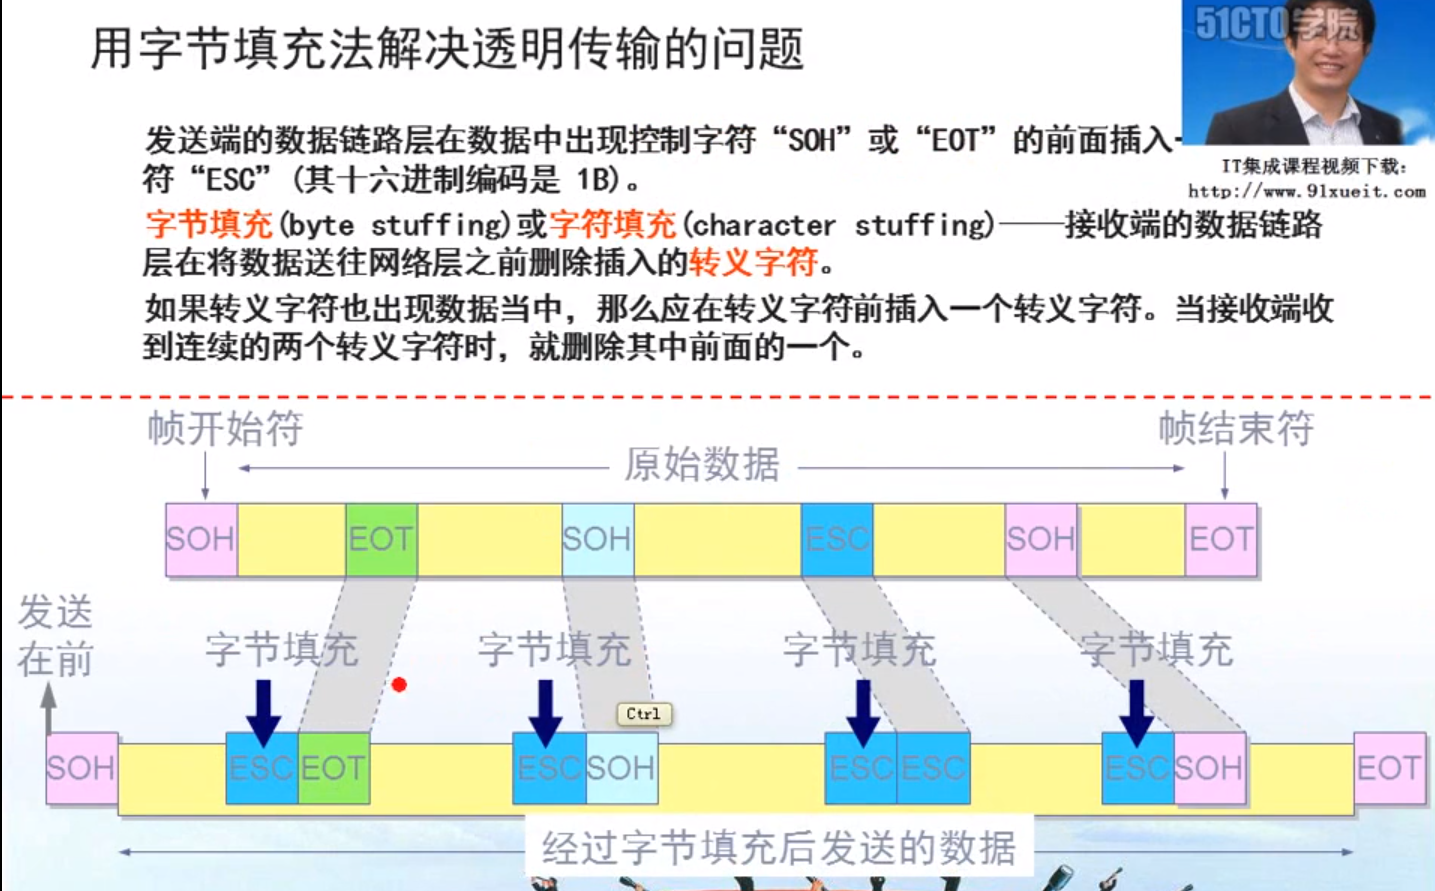 51CTO学院
用字节填充法解决透明传输的问题
发送端的数据链路层在数据中出现控制字符“SOH”或“EOT”的前面插入
符“ESC”(其十六进制编码是 1B)。
IT集成课程视频下载:
http://www.91xueit.com
字节填充(byte stuffing)或字符填充(character stuffing)——接收端的数据链路
层在将数据送往网络层之前删除插入的转义字符。
如果转义字符也出现数据当中，那么应在转义字符前插入一个转义字符。当接收端收
到连续的两个转义字符时，就删除其中前面的一个。
帧开始符 帧结束符
原始数据
SOH EOT SOH ESC SOH EOT
发送
在前
字节填充 字节填充 字节填充 字节填充
Ctrl
SOH ESC EOT ESC SOH ESC ESC ESC SOH EOT
经过字节填充后发送的数据